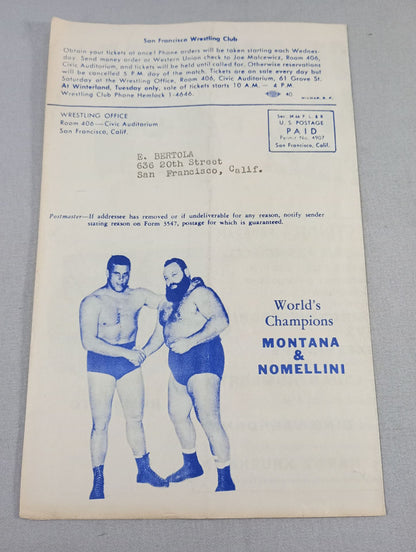 San Francisco Wrestling Club
Obtain your tickets at once! Phone orders will be taken starting each Wednes-
day. Send money order or Western Union check to Joe Malcewicz, Room 406,
Civic Auditorium, and tickets will be held until called for. Otherwise reservations
will be cancelled 5 P.M. day of the match. Tickets are on sale every day but
Saturday at the Wrestling Office, Room 406, Civic Auditorium, 61 Grove St.
At Winterland, Tuesday only, sale of tickets starts 10 A.M. — 4 P.M.
Wrestling Club Phone Hemlock 1-4646.
40
WRESTLING OFFICE
Room 406—Civic Auditorium
San Francisco, Calif.
Sec. 34.66 P. L. & R
U. S. POSTAGE
PAID
Permit No. 4907
San Francisco, Calif.
E. BERTOLA
636 20th Street
San Francisco, Calif.
Postmaster—If addressee has removed or if undeliverable for any reason, notify sender
stating reason on Form 3547, postage for which is guaranteed.
World's
Champions
MONTANA
&
NOMELLINI